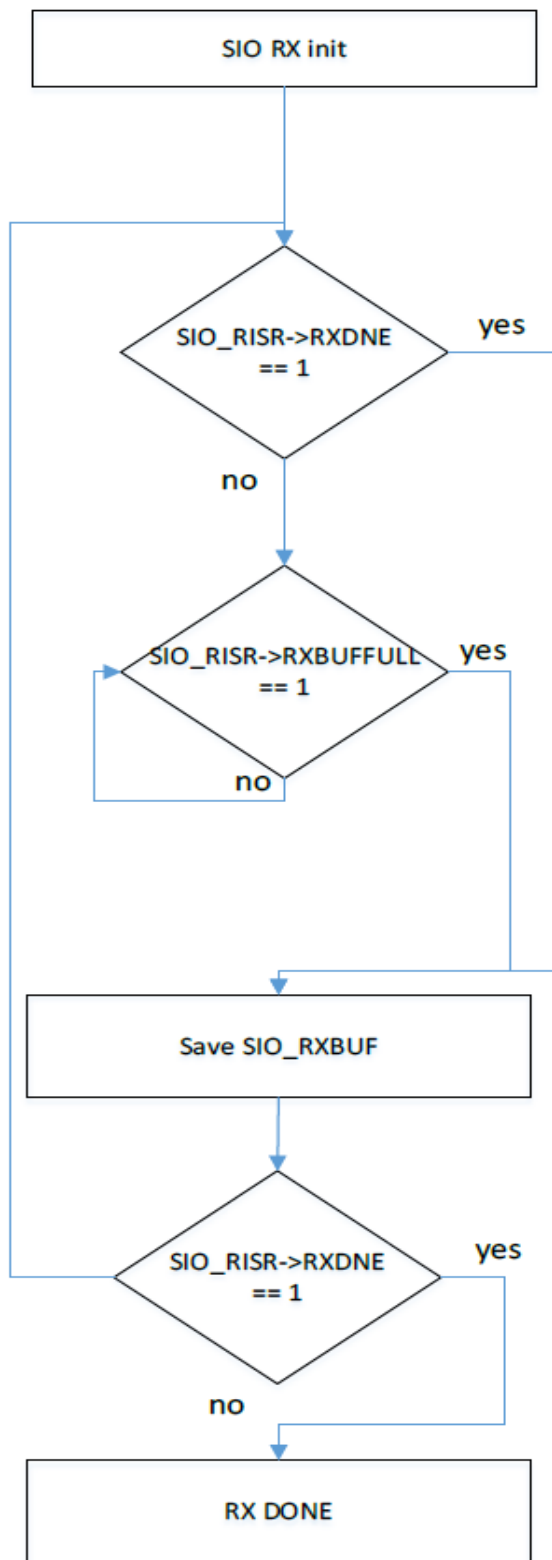 SIO RX init
SIO_RISR->RXDNE
== 1
yes
no
SIO_RISR->RXBUFFULL
== 1
yes
no
Save SIO_RXBUF
SIO_RISR->RXDNE
== 1
yes
no
RX DONE